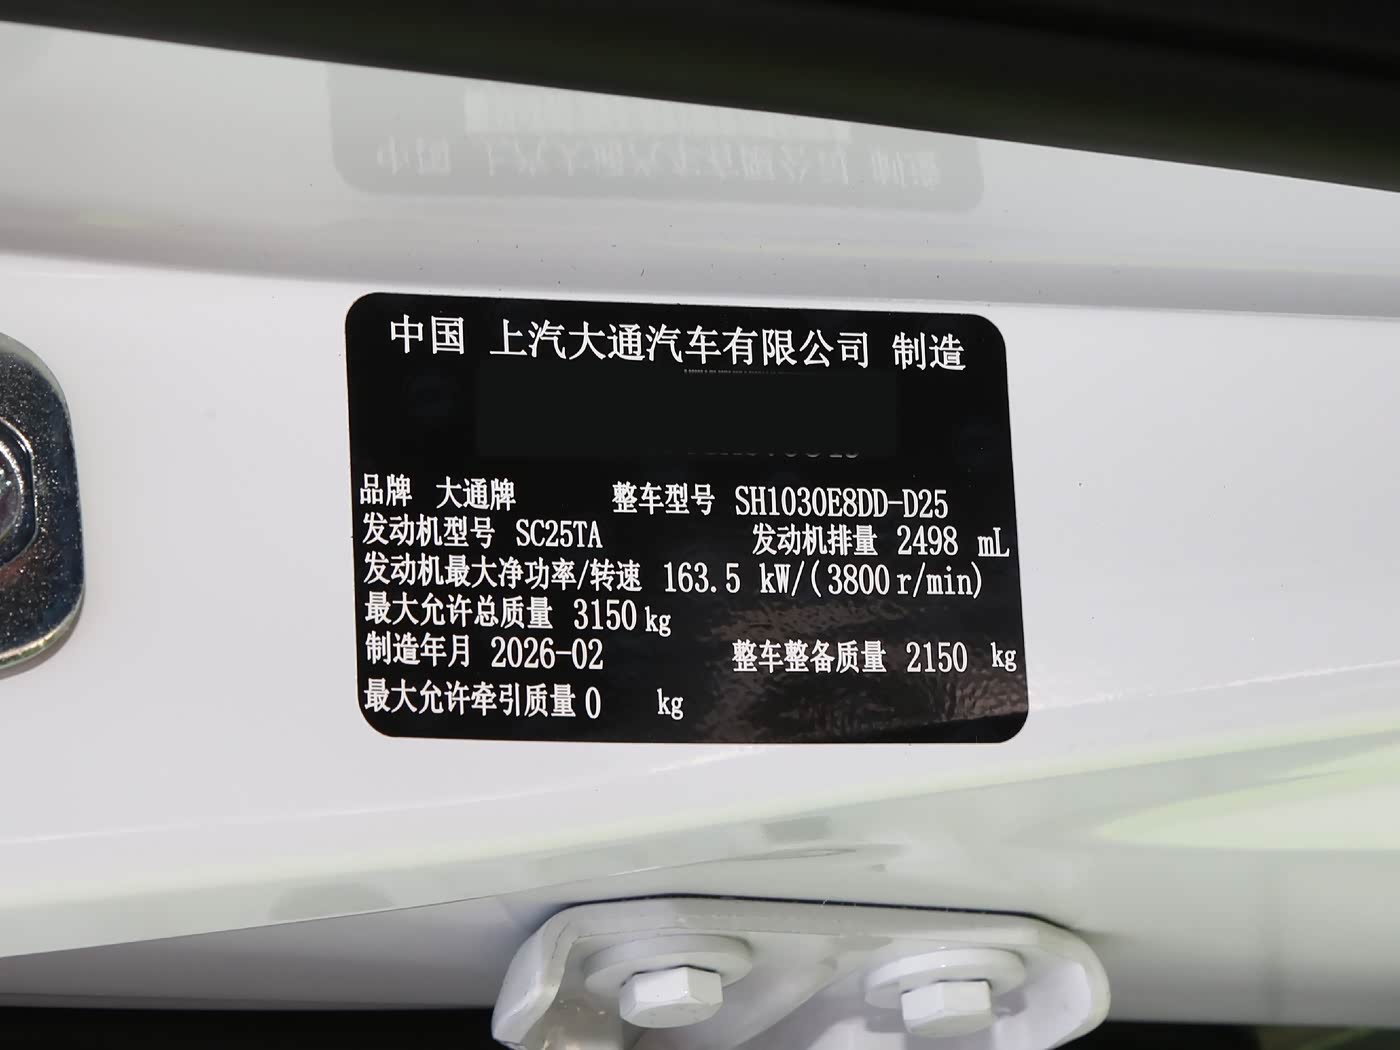 中国 上汽大通汽车有限公司 制造
品牌 大通牌 整车型号 SH1030E8DD-D25
发动机型号 SC25TA 发动机排量 2498 mL
发动机最大净功率/转速 163.5 kW/(3800r/min)
最大允许总质量 3150kg
制造年月 2026-02 整车整备质量 2150 kg
最大允许牵引质量0 kg